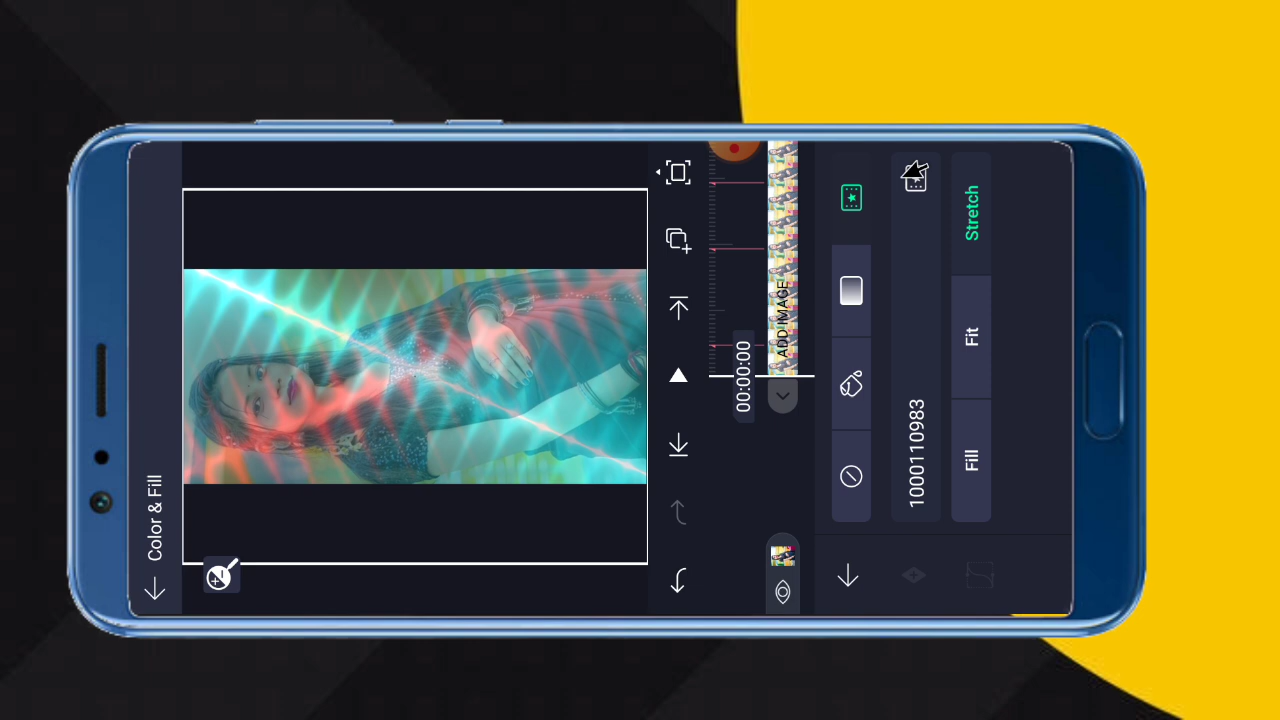 Color & Fill
00:00:00
ADD IMAGE
1000110983
Fill
Fit
Stretch